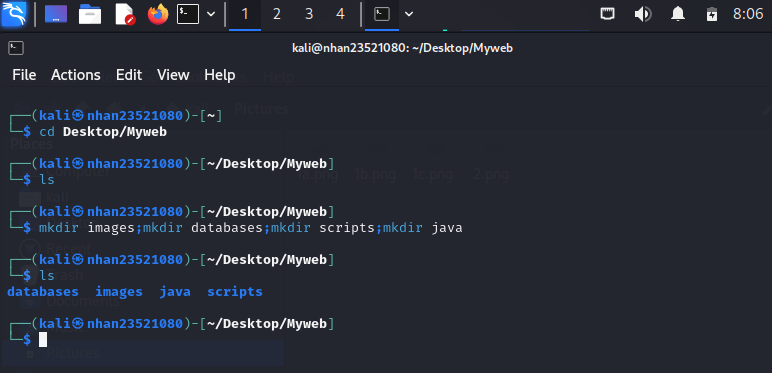 1 2 3 4 8:06
kali@nhan23521080: ~/Desktop/Myweb
File Actions Edit View Help
┌──(kali㉿nhan23521080)-[~]
└─$ cd Desktop/Myweb
┌──(kali㉿nhan23521080)-[~/Desktop/Myweb]
└─$ ls
┌──(kali㉿nhan23521080)-[~/Desktop/Myweb]
└─$ mkdir images;mkdir databases;mkdir scripts;mkdir java
┌──(kali㉿nhan23521080)-[~/Desktop/Myweb]
└─$ ls
databases images java scripts
┌──(kali㉿nhan23521080)-[~/Desktop/Myweb]
└─$
Pictures